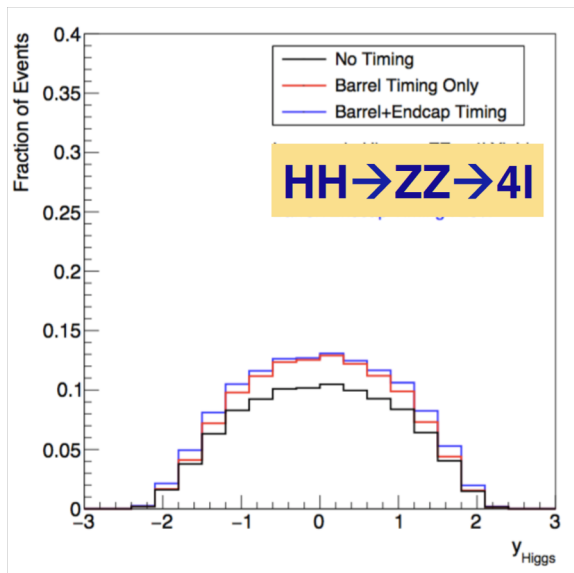 Fraction of Events
0.4
0.35
0.3
0.25
0.2
0.15
0.1
0.05
0
No Timing
Barrel Timing Only
Barrel+Endcap Timing
HH→ZZ→4l
−3 −2 −1 0 1 2 3
y_Higgs